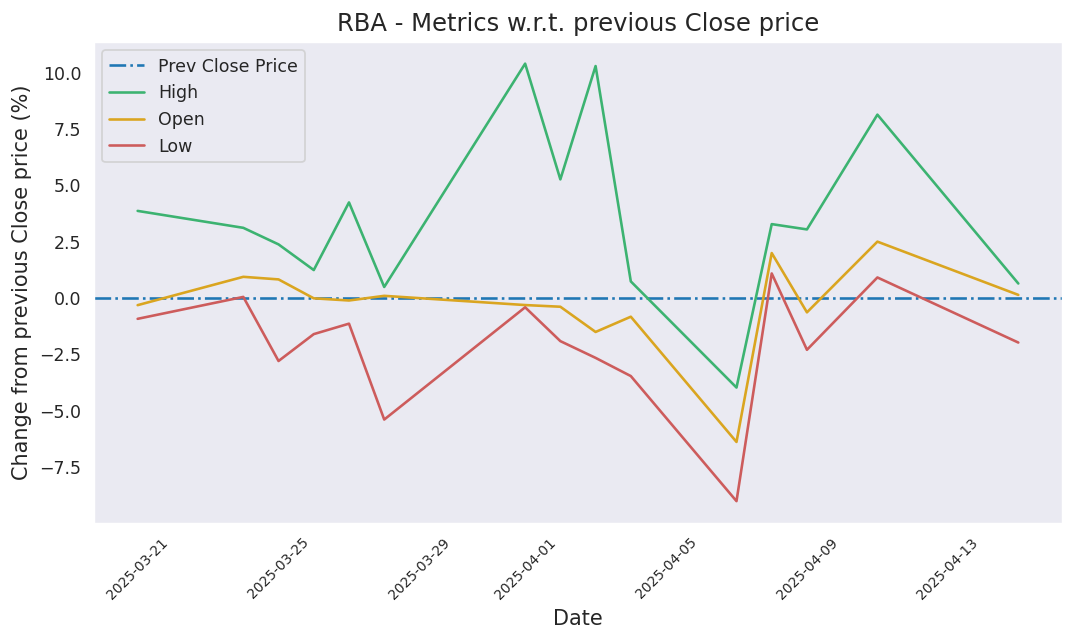 RBA - Metrics w.r.t. previous Close price
Prev Close Price
High
Open
Low
Change from previous Close price (%)
10.0
7.5
5.0
2.5
0.0
−2.5
−5.0
−7.5
2025-03-21
2025-03-25
2025-03-29
2025-04-01
2025-04-05
2025-04-09
2025-04-13
Date